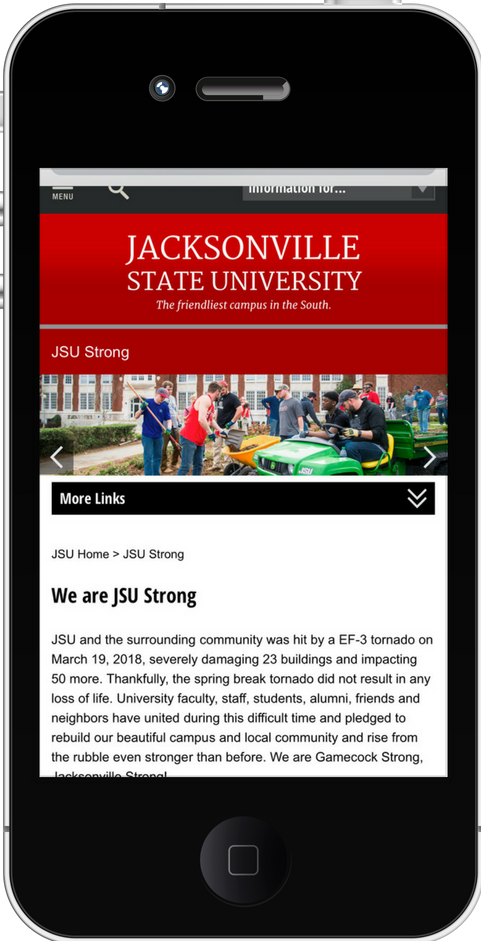 MENU
Information for...
JACKSONVILLE
STATE UNIVERSITY
The friendliest campus in the South.
JSU Strong
JSU
More Links
JSU Home > JSU Strong
We are JSU Strong
JSU and the surrounding community was hit by a EF-3 tornado on
March 19, 2018, severely damaging 23 buildings and impacting
50 more. Thankfully, the spring break tornado did not result in any
loss of life. University faculty, staff, students, alumni, friends and
neighbors have united during this difficult time and pledged to
rebuild our beautiful campus and local community and rise from
the rubble even stronger than before. We are Gamecock Strong,
Jacksonville Strong!